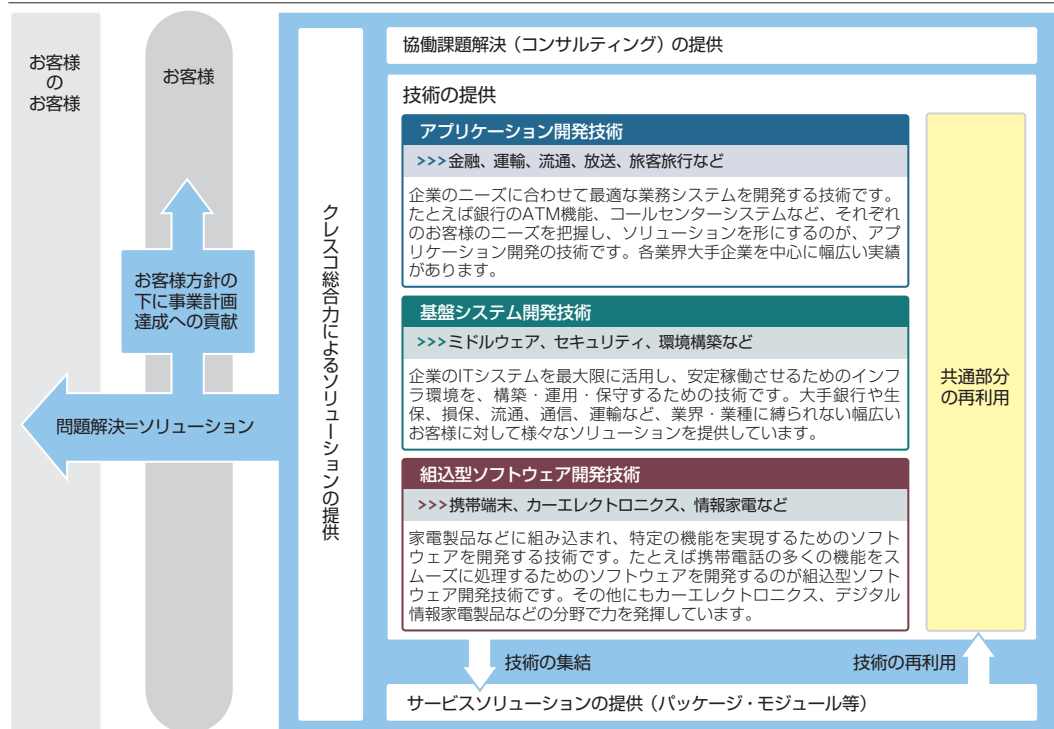 お客様
の
お客様
お客様
お客様方針の
下に事業計画
達成への貢献
問題解決=ソリューション
クレスコ総合力によるソリューションの提供
協働課題解決（コンサルティング）の提供
技術の提供
アプリケーション開発技術
>>>金融、運輸、流通、放送、旅客旅行など
企業のニーズに合わせて最適な業務システムを開発する技術です。
たとえば銀行のATM機能、コールセンターシステムなど、それぞれ
のお客様のニーズを把握し、ソリューションを形にするのが、アプ
リケーション開発の技術です。各業界大手企業を中心に幅広い実績
があります。
基盤システム開発技術
>>>ミドルウェア、セキュリティ、環境構築など
企業のITシステムを最大限に活用し、安定稼働させるためのインフ
ラ環境を、構築・運用・保守するための技術です。大手銀行や生
保、損保、流通、通信、運輸など、業界・業種に縛られない幅広い
お客様に対して様々なソリューションを提供しています。
組込型ソフトウェア開発技術
>>>携帯端末、カーエレクトロニクス、情報家電など
家電製品などに組み込まれ、特定の機能を実現するためのソフト
ウェアを開発する技術です。たとえば携帯電話の多くの機能をス
ムーズに処理するためのソフトウェアを開発するのが組込型ソフト
ウェア開発技術です。その他にもカーエレクトロニクス、デジタル
情報家電製品などの分野で力を発揮しています。
共通部分
の再利用
技術の集結
技術の再利用
サービスソリューションの提供（パッケージ・モジュール等）